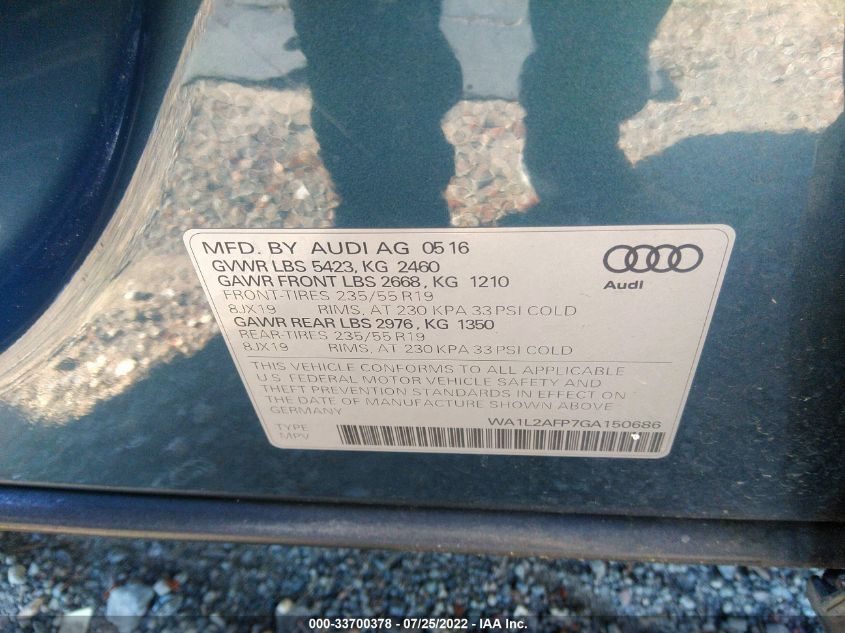 MFD. BY AUDI AG 05 16
GVWR LBS 5423, KG 2460
GAWR FRONT LBS 2668, KG 1210
FRONT-TIRES 235/55 R19
8JX19 RIMS, AT 230 KPA 33 PSI COLD
GAWR REAR LBS 2976, KG 1350
REAR-TIRES 235/55 R19
8JX19 RIMS, AT 230 KPA 33 PSI COLD
Audi
THIS VEHICLE CONFORMS TO ALL APPLICABLE
U.S. FEDERAL MOTOR VEHICLE SAFETY AND
THEFT PREVENTION STANDARDS IN EFFECT ON
THE DATE OF MANUFACTURE SHOWN ABOVE
GERMANY
WA1L2AFP7GA150686
TYPE
MPV
000-33700378 - 07/25/2022 - IAA Inc.